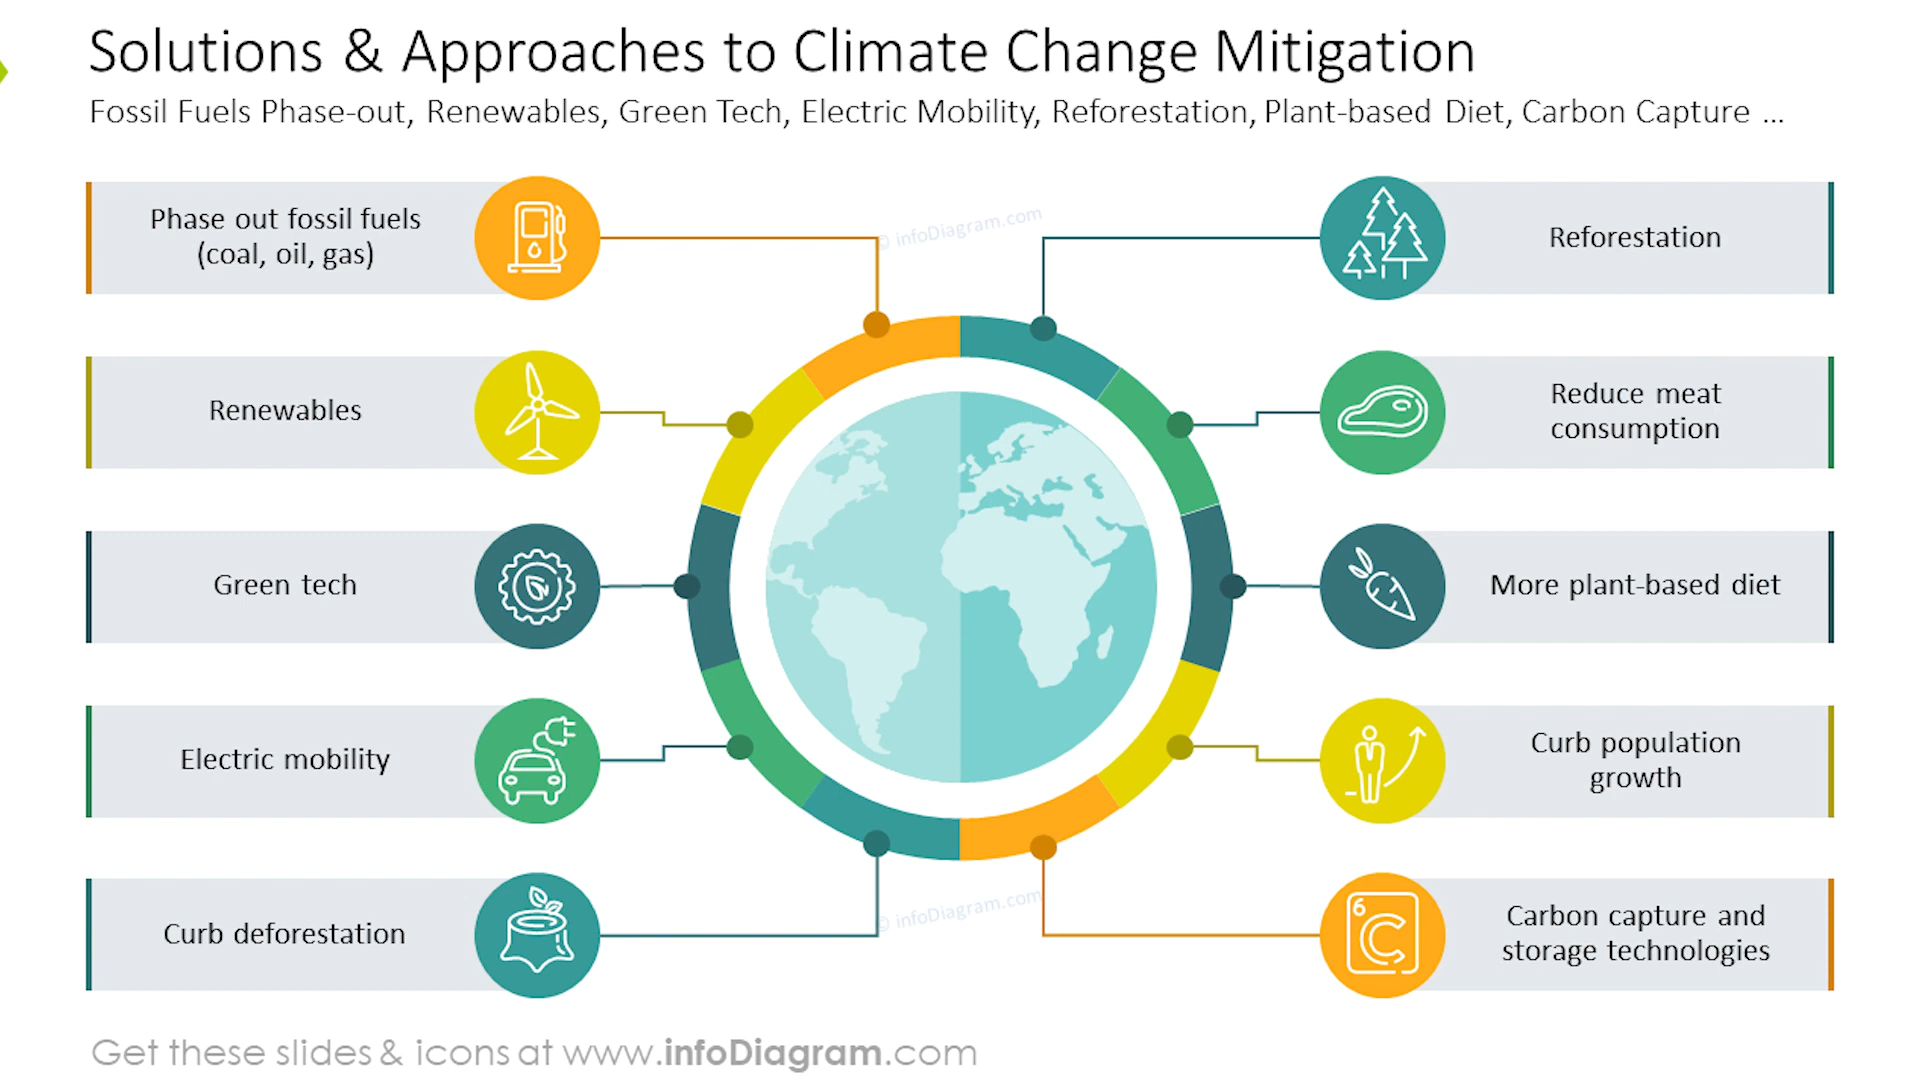 Solutions & Approaches to Climate Change Mitigation
Fossil Fuels Phase-out, Renewables, Green Tech, Electric Mobility, Reforestation, Plant-based Diet, Carbon Capture ...
Phase out fossil fuels
(coal, oil, gas)
Renewables
Green tech
Electric mobility
Curb deforestation
© infoDiagram.com
© infoDiagram.com
Reforestation
Reduce meat
consumption
More plant-based diet
Curb population
growth
6
C
Carbon capture and
storage technologies
Get these slides & icons at www.infoDiagram.com